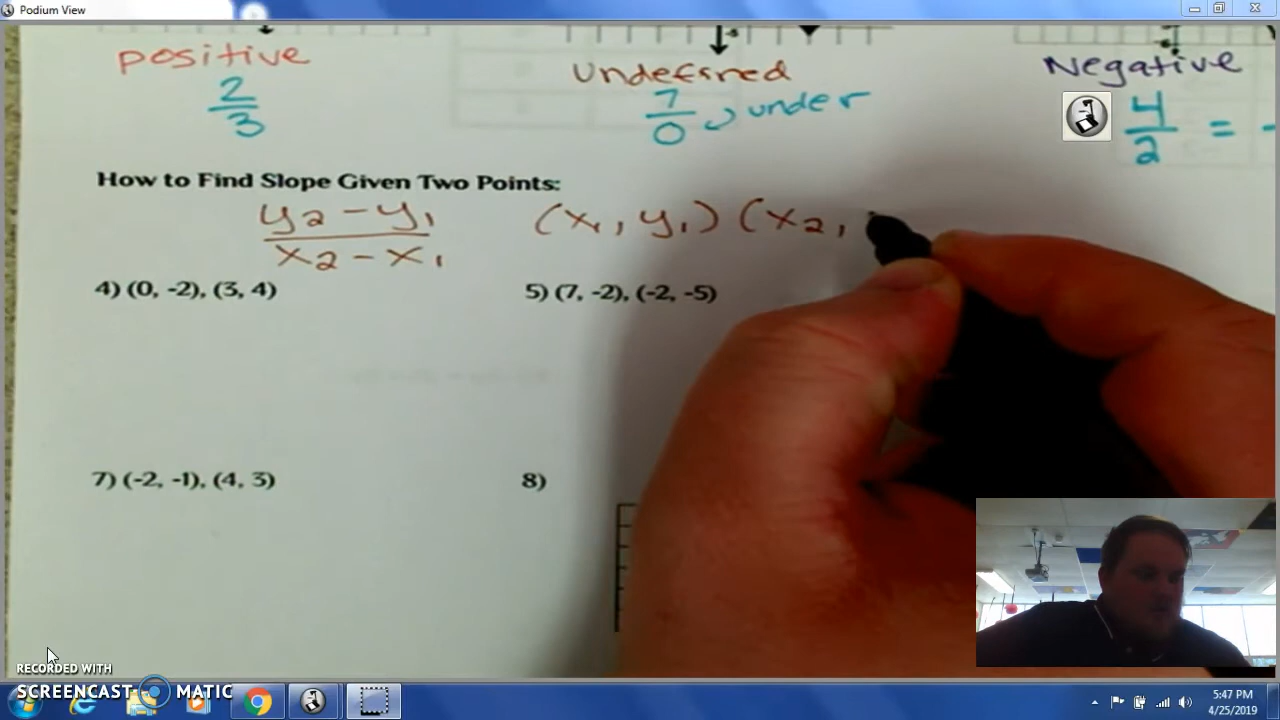 Podium View
positive
undefined
Negative
2/3
7/0 under
4/2 = -
How to Find Slope Given Two Points:
y2 - y1 / x2 - x1
(x1, y1) (x2,
4) (0, -2), (3, 4)
5) (7, -2), (-2, -5)
7) (-2, -1), (4, 3)
8)
RECORDED WITH
SCREENCAST MATIC
5:47 PM
4/25/2019